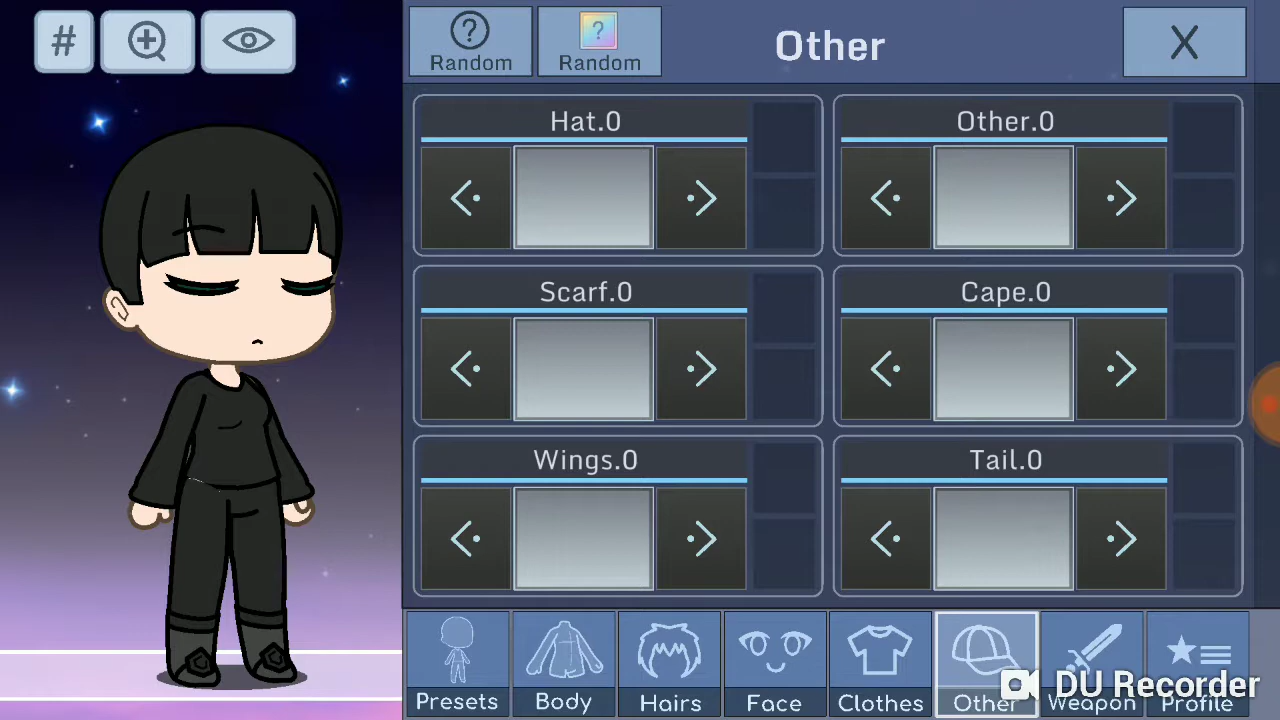 #
?
Random
?
Random
Other
X
Hat.0
Other.0
Scarf.0
Cape.0
Wings.0
Tail.0
Presets
Body
Hairs
Face
Clothes
Other
Weapon
Profile
DU Recorder